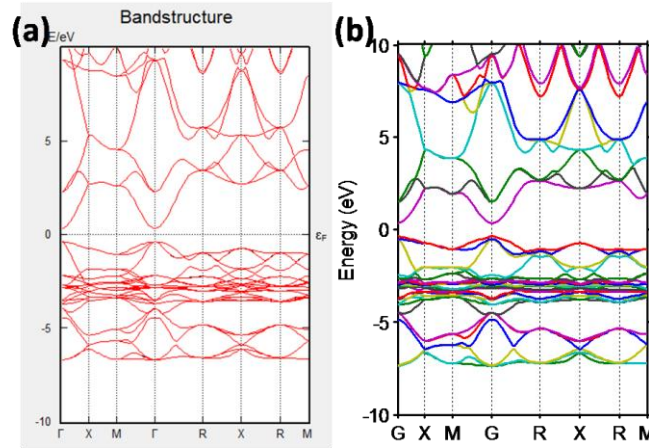 (a)
Bandstructure
E/eV
5
0
εF
-5
-10
Γ X M Γ R X R M
(b)
10
5
0
-5
-10
Energy (eV)
G X M G R X R M